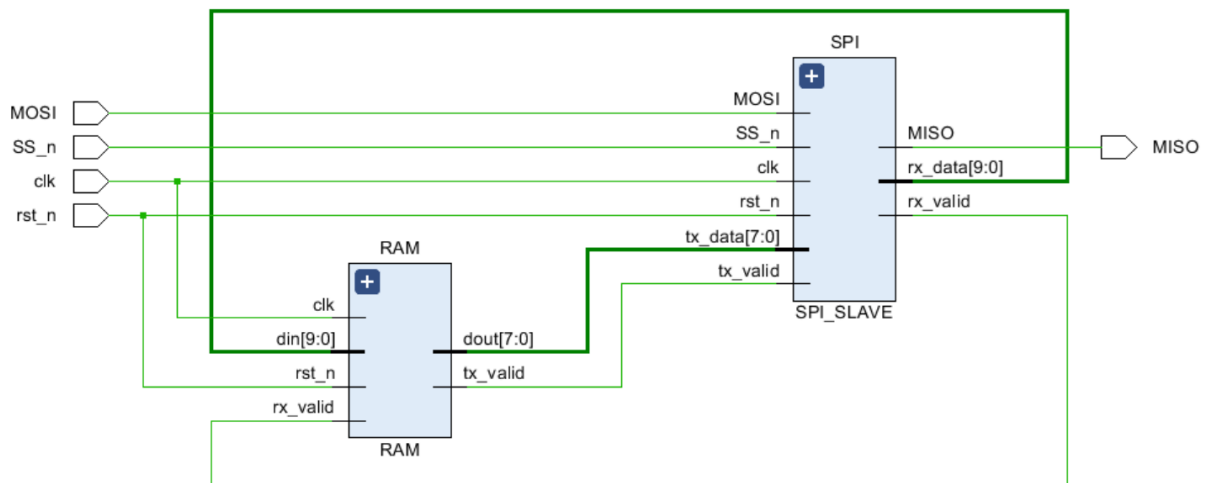 SPI
MOSI
SS_n
clk
rst_n
MOSI
SS_n
clk
rst_n
tx_data[7:0]
tx_valid
MISO
rx_data[9:0]
rx_valid
SPI_SLAVE
MISO
RAM
clk
din[9:0]
rst_n
rx_valid
dout[7:0]
tx_valid
RAM